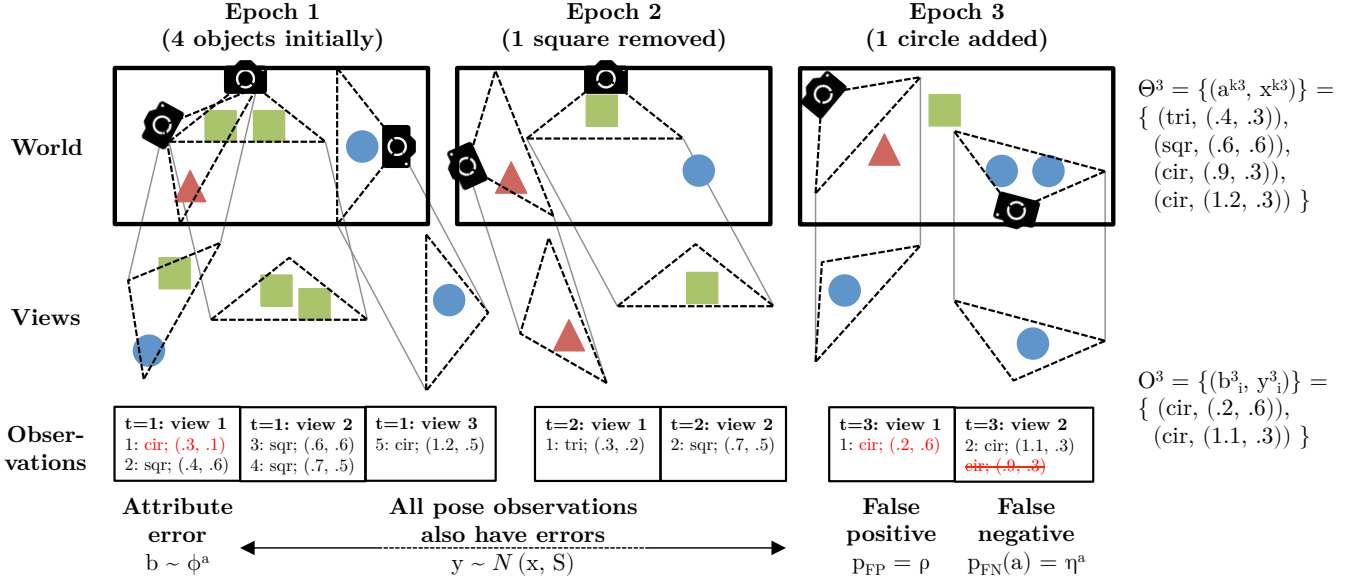 Epoch 1
(4 objects initially)
Epoch 2
(1 square removed)
Epoch 3
(1 circle added)
World
Θ³ = {(aᵏ³, xᵏ³)} =
{ (tri, (.4, .3)),
(sqr, (.6, .6)),
(cir, (.9, .3)),
(cir, (1.2, .3)) }
Views
O³ = {(b³ᵢ, y³ᵢ)} =
{ (cir, (.2, .6)),
(cir, (1.1, .3)) }
Obser-
vations
t=1: view 1
1: cir; (.3, .1)
2: sqr; (.4, .6)
t=1: view 2
3: sqr; (.6, .6)
4: sqr; (.7, .5)
t=1: view 3
5: cir; (1.2, .5)
t=2: view 1
1: tri; (.3, .2)
t=2: view 2
2: sqr; (.7, .5)
t=3: view 1
1: cir; (.2, .6)
t=3: view 2
2: cir; (1.1, .3)
cir; (.9, .3)
Attribute
error
b ~ ϕᵃ
All pose observations
also have errors
y ~ N (x, S)
False
positive
p_FP = ρ
False
negative
p_FN(a) = ηᵃ